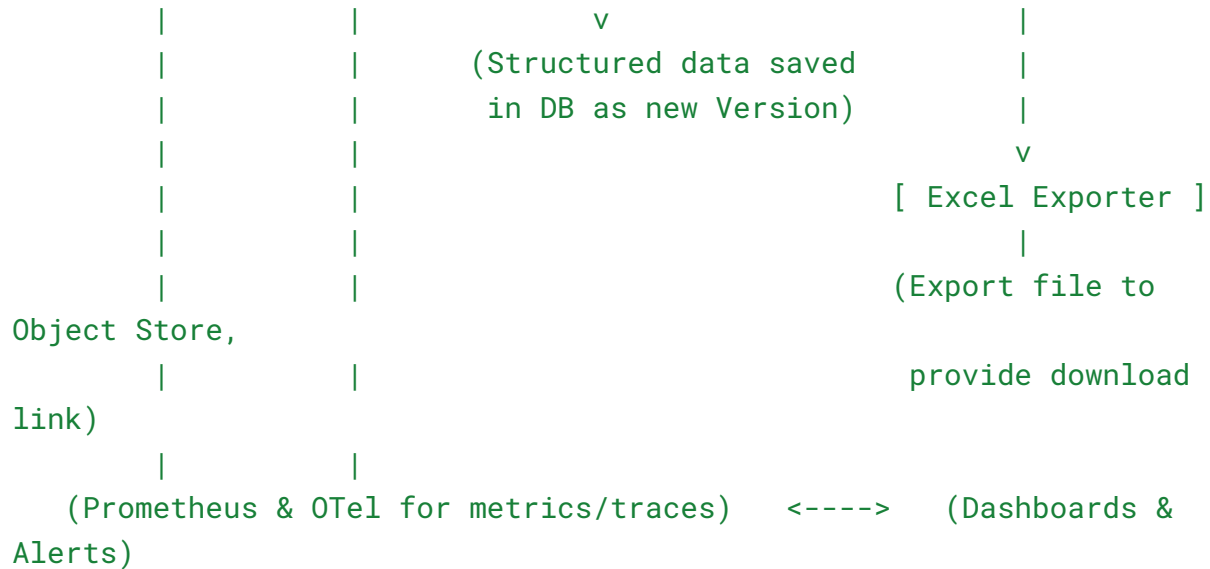 |          |             v                       |
|          |      (Structured data saved         |
|          |       in DB as new Version)         |
|          |                                     v
|          |                              [ Excel Exporter ]
|          |                                     |
|          |                              (Export file to
Object Store,
|          |                               provide download
link)
|          |
(Prometheus & OTel for metrics/traces)   <---->   (Dashboards &
Alerts)